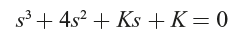 s³ + 4s² + Ks + K = 0